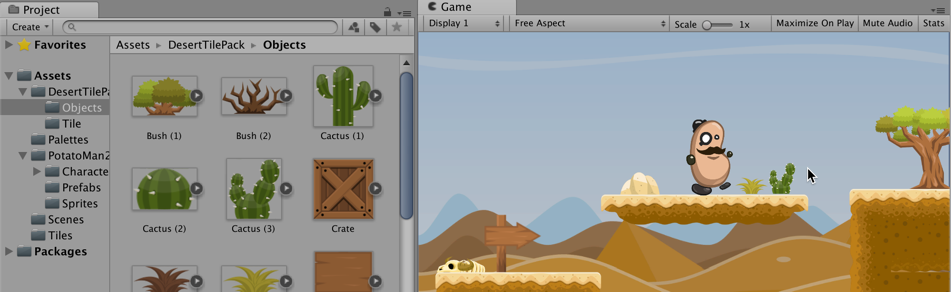 Project
Create
Favorites
Assets
DesertTilePa
Objects
Tile
Palettes
PotatoMan2
Characte
Prefabs
Sprites
Scenes
Tiles
Packages
Assets DesertTilePack Objects
Bush (1) Bush (2) Cactus (1)
Cactus (2) Cactus (3) Crate
Game
Display 1 Free Aspect Scale 1x Maximize On Play Mute Audio Stats